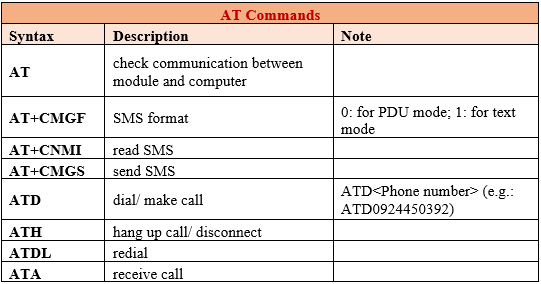 AT Commands
Syntax Description Note
AT check communication between module and computer
AT+CMGF SMS format 0: for PDU mode; 1: for text mode
AT+CNMI read SMS
AT+CMGS send SMS
ATD dial/ make call ATD<Phone number> (e.g.: ATD0924450392)
ATH hang up call/ disconnect
ATDL redial
ATA receive call